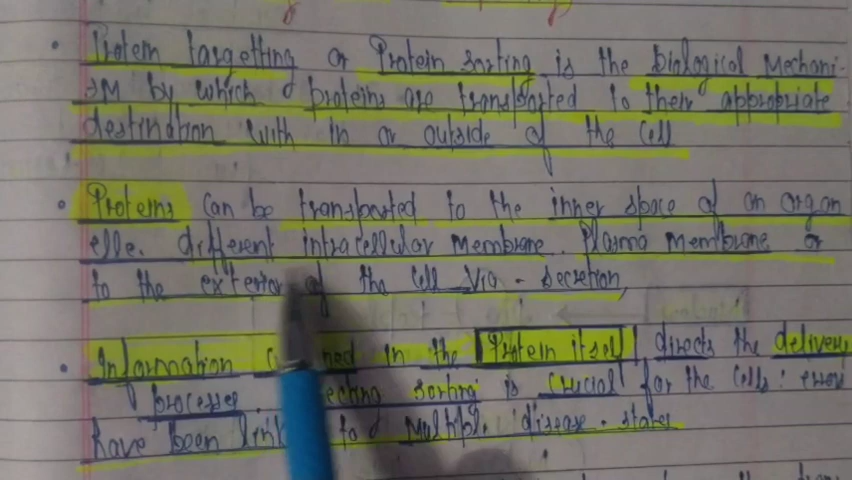 • Protein targetting or Protein sorting is the biological Mechani-
sm by which proteins are transported to their appropriate
destination with in or outside of the cell
• Proteins can be transported to the inner space of an organ
elle. different intracellular membrane. Plasma membrane or
to the exterior of the cell via - secretion,
• Information in the Protein itself directs the delivery
processes. sorting is crucial for the cells: error
have been to multiple disease states